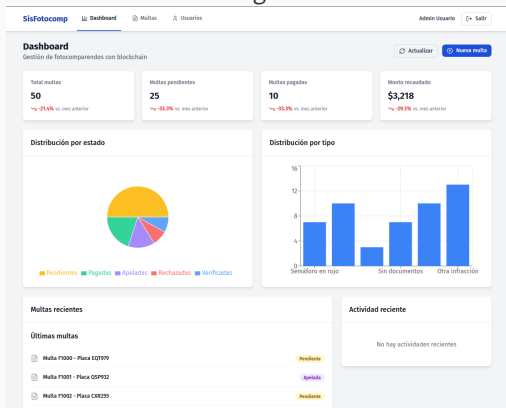 SisFotocomp Dashboard Multas Usuarios Admin Usuario Salir
Dashboard
Gestión de fotocomparendos con blockchain
Actualizar Nueva multa
Total multas
50
-21.4% vs. mes anterior
Multas pendientes
25
-33.3% vs. mes anterior
Multas pagadas
10
-33.3% vs. mes anterior
Monto recaudado
$3,218
-29.3% vs. mes anterior
Distribución por estado
Pendientes Pagadas Apeladas Rechazadas Verificadas
Distribución por tipo
16
12
8
4
0
Semáforo en rojo Sin documentos Otra infracción
Multas recientes
Últimas multas
Multa F1000 - Placa EQT979 Pendiente
Multa F1001 - Placa QSP932 Apelada
Multa F1002 - Placa CXR255 Pendiente
Actividad reciente
No hay actividades recientes